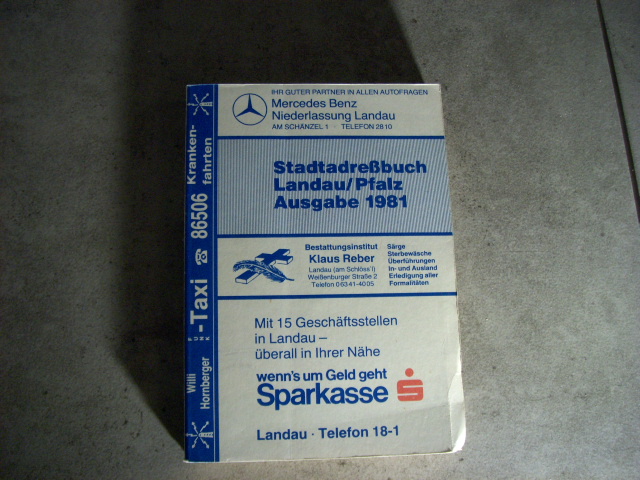 IHR GUTER PARTNER IN ALLEN AUTOFRAGEN
Mercedes Benz
Niederlassung Landau
AM SCHÄNZEL 1 TELEFON 2810
Stadtadreßbuch
Landau/Pfalz
Ausgabe 1981
Bestattungsinstitut
Klaus Reber
Landau (am Schlöss'l)
Weißenburger Straße 2
Telefon 06341-4005
Särge
Sterbewäsche
Überführungen
In- und Ausland
Erledigung aller
Formalitäten
Mit 15 Geschäftsstellen
in Landau –
überall in Ihrer Nähe
wenn's um Geld geht
Sparkasse
Landau · Telefon 18-1
Willi
Hornberger
FUNK
-Taxi ☎ 86506
Kranken-
fahrten